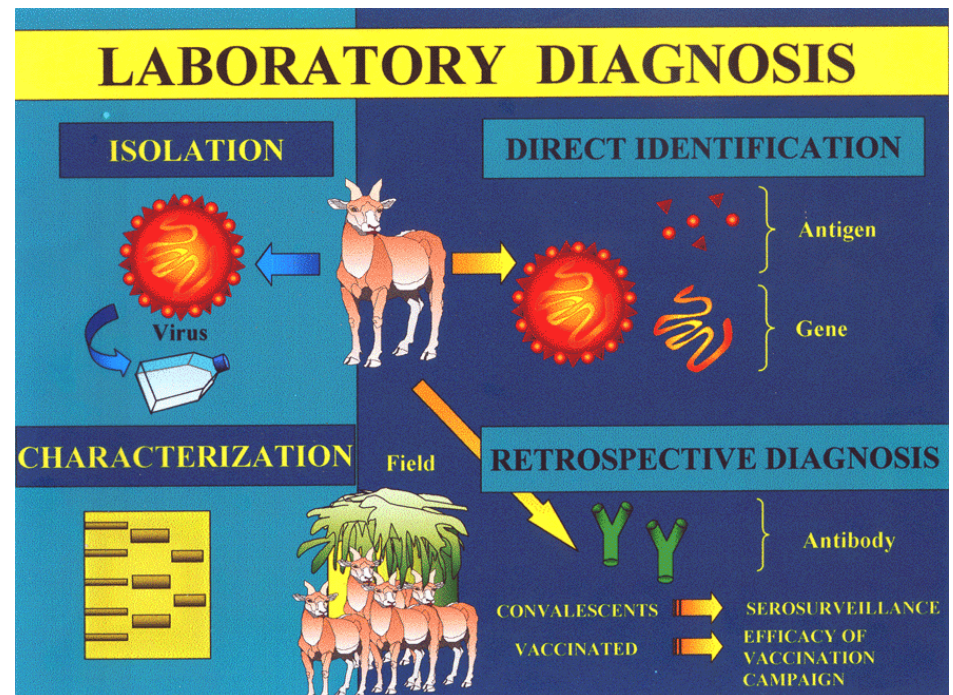 LABORATORY DIAGNOSIS
ISOLATION
Virus
DIRECT IDENTIFICATION
Antigen
Gene
CHARACTERIZATION
Field
RETROSPECTIVE DIAGNOSIS
Antibody
CONVALESCENTS
SEROSURVEILLANCE
VACCINATED
EFFICACY OF
VACCINATION
CAMPAIGN